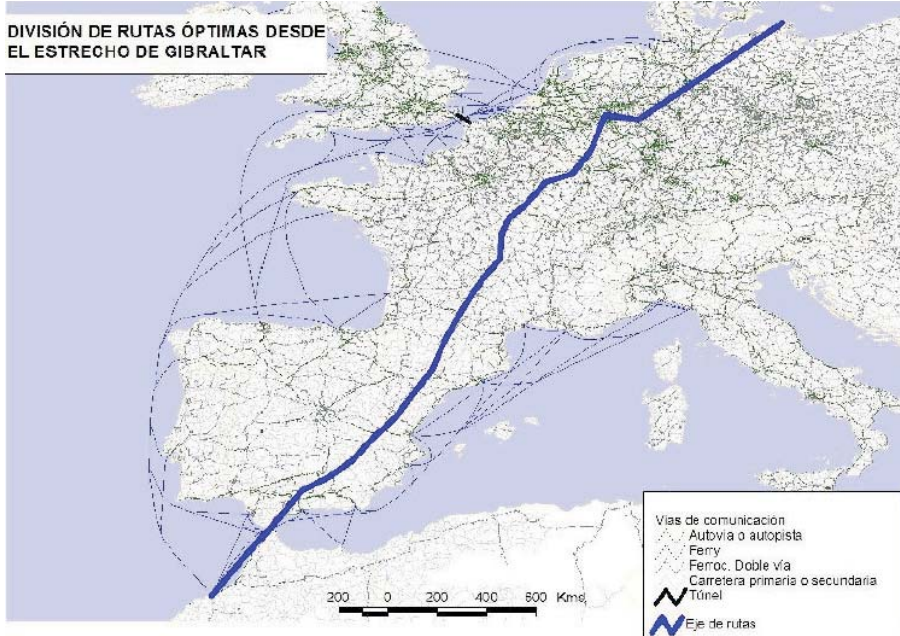 DIVISIÓN DE RUTAS ÓPTIMAS DESDE
EL ESTRECHO DE GIBRALTAR
Vías de comunicación
Autovía o autopista
Ferry
Ferroc. Doble vía
Carretera primaria o secundaria
Túnel
Eje de rutas
200 0 200 400 600 Kms